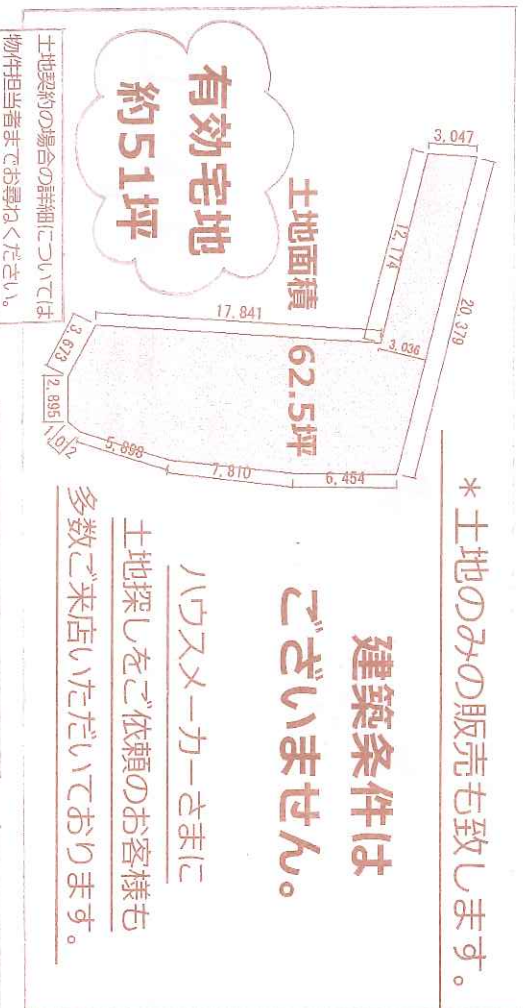 *土地のみの販売も致します。
建築条件は
ございません。
ハウスメーカーさまに
土地探しをご依頼のお客様も
多数ご来店いただいております。
土地面積 62.5坪
有効宅地
約51坪
土地契約の場合の詳細については
物件担当者までお尋ねください。
3,047
12.774
20.379
3,036
17.841
3,673
2,895
1,012
5,898
7,810
6,454